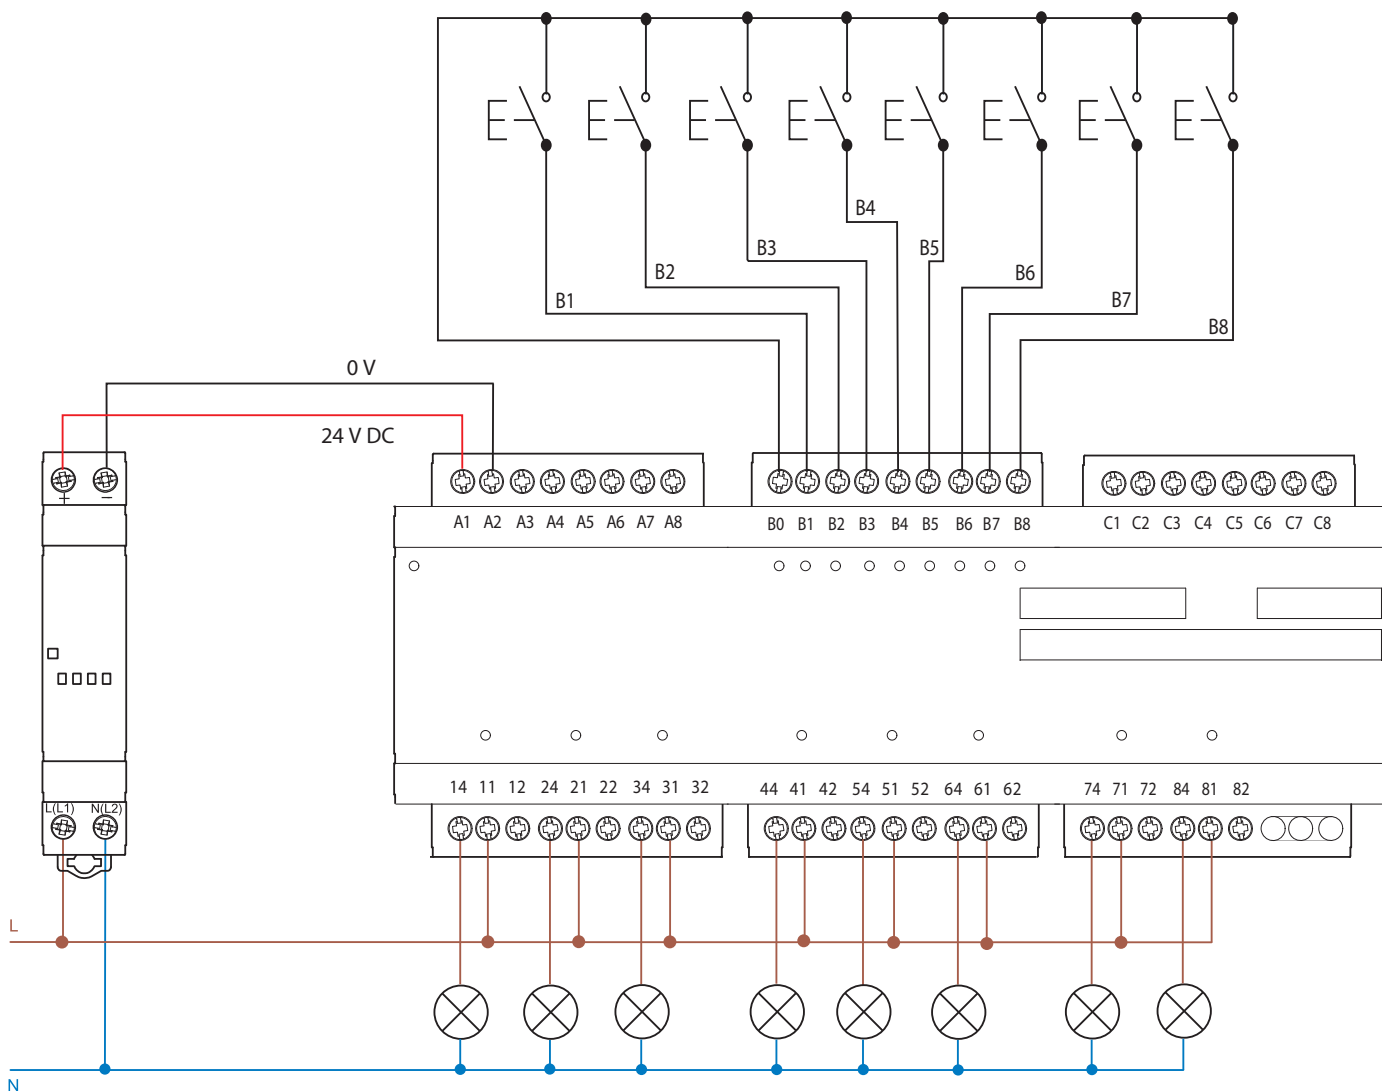 B4
B3
B5
B2
B6
B1
B7
B8
0 V
24 V DC
+ −
A1 A2 A3 A4 A5 A6 A7 A8
B0 B1 B2 B3 B4 B5 B6 B7 B8
C1 C2 C3 C4 C5 C6 C7 C8
14 11 12 24 21 22 34 31 32
44 41 42 54 51 52 64 61 62
74 71 72 84 81 82
L(L1) N(L2)
L
N